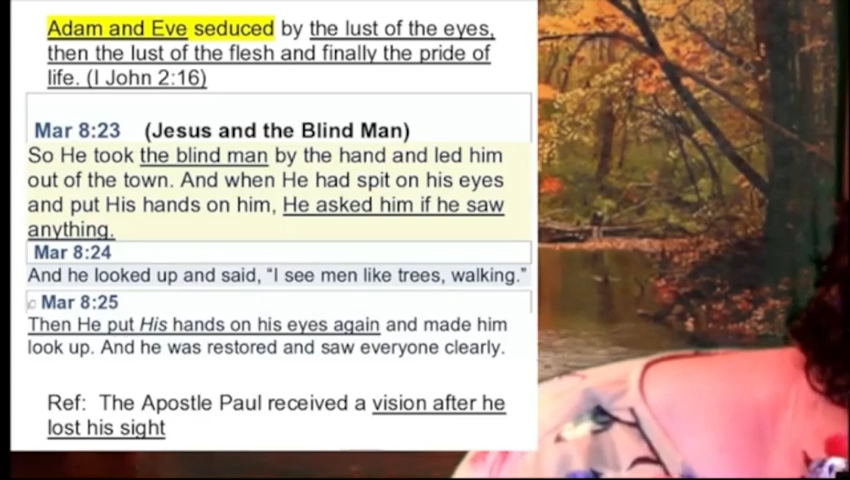 Adam and Eve seduced by the lust of the eyes,
then the lust of the flesh and finally the pride of
life. (I John 2:16)
Mar 8:23 (Jesus and the Blind Man)
So He took the blind man by the hand and led him
out of the town. And when He had spit on his eyes
and put His hands on him, He asked him if he saw
anything.
Mar 8:24
And he looked up and said, “I see men like trees, walking.”
Mar 8:25
Then He put His hands on his eyes again and made him
look up. And he was restored and saw everyone clearly.
Ref: The Apostle Paul received a vision after he
lost his sight